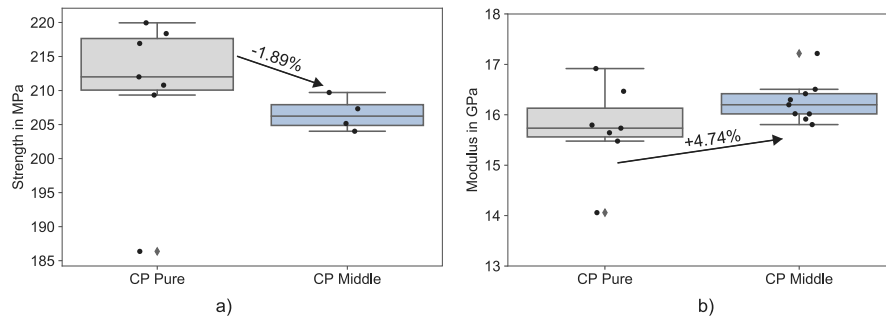 220
215
210
205
200
195
190
185
Strength in MPa
-1.89%
CP Pure
CP Middle
a)
18
17
16
15
14
13
Modulus in GPa
+4.74%
CP Pure
CP Middle
b)